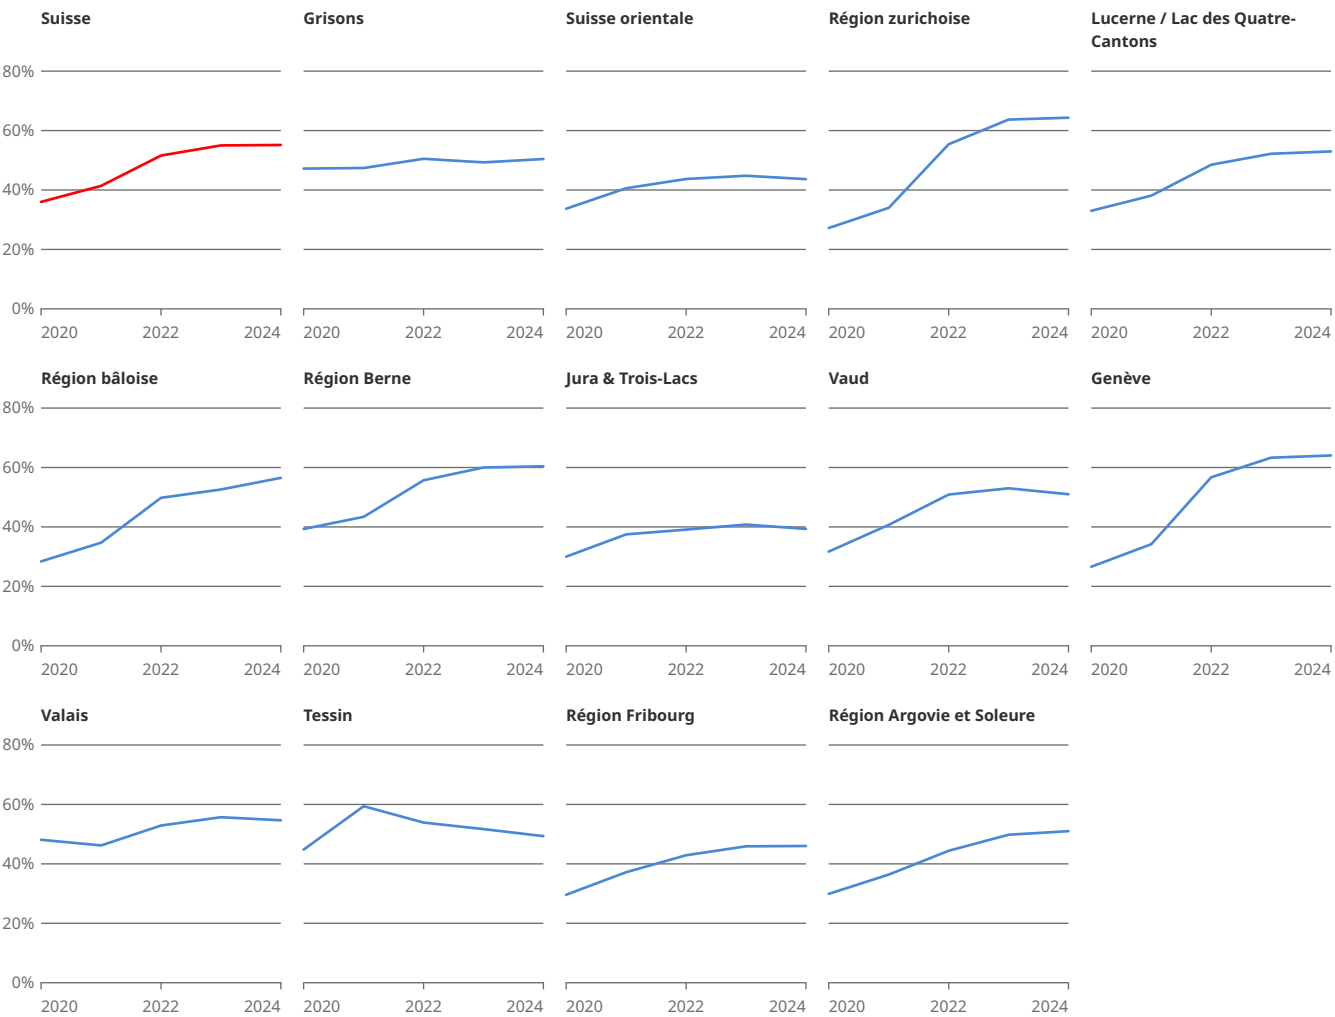 Suisse
Grisons
Suisse orientale
Région zurichoise
Lucerne / Lac des Quatre-
Cantons
80%
60%
40%
20%
0%
2020 2022 2024
2020 2022 2024
2020 2022 2024
2020 2022 2024
2020 2022 2024
Région bâloise
Région Berne
Jura & Trois-Lacs
Vaud
Genève
80%
60%
40%
20%
0%
2020 2022 2024
2020 2022 2024
2020 2022 2024
2020 2022 2024
2020 2022 2024
Valais
Tessin
Région Fribourg
Région Argovie et Soleure
80%
60%
40%
20%
0%
2020 2022 2024
2020 2022 2024
2020 2022 2024
2020 2022 2024